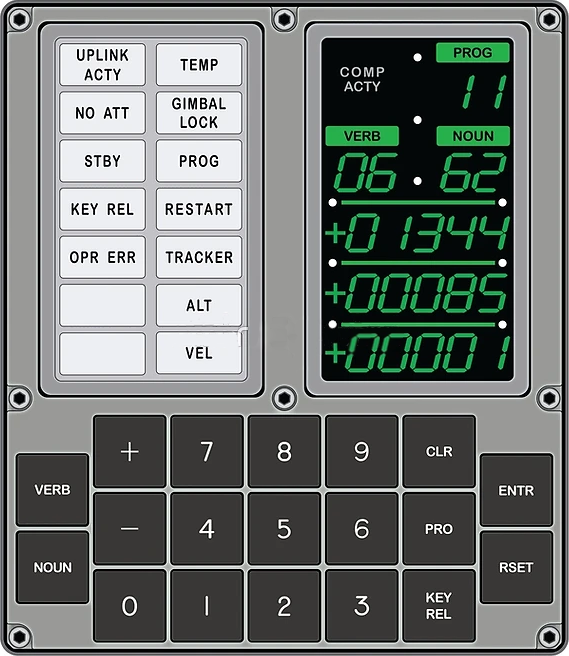 UPLINK
ACTY
TEMP
NO ATT
GIMBAL
LOCK
STBY
PROG
KEY REL
RESTART
OPR ERR
TRACKER
ALT
VEL
COMP
ACTY
PROG
11
VERB
NOUN
06
62
+01344
+00085
+00001
VERB
NOUN
+
7
8
9
CLR
−
4
5
6
PRO
0
1
2
3
KEY
REL
ENTR
RSET